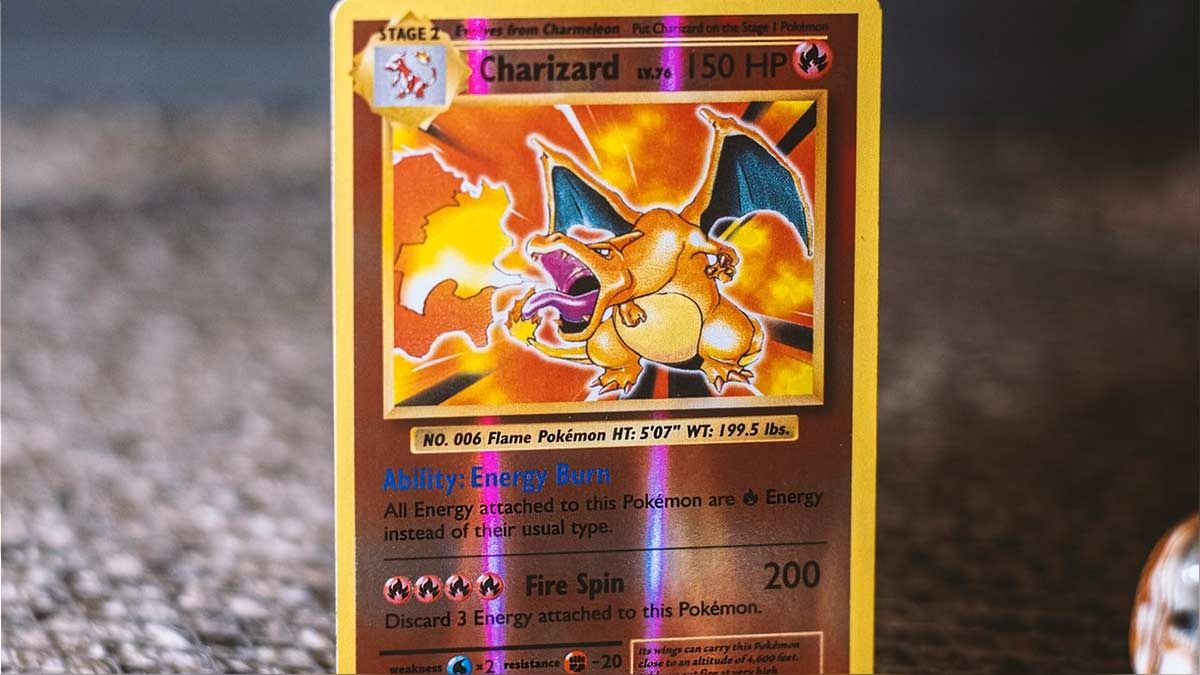 STAGE 2 Evolves from Charmeleon Put Charizard on the Stage 1 Pokémon
Charizard LV.76 150 HP
NO. 006 Flame Pokémon HT: 5'07" WT: 199.5 lbs.
Ability: Energy Burn
All Energy attached to this Pokémon are Energy
instead of their usual type.
Fire Spin 200
Discard 3 Energy attached to this Pokémon.
weakness ×2 resistance -20
Its wings can carry this Pokémon
close to an altitude of 4,600 feet.